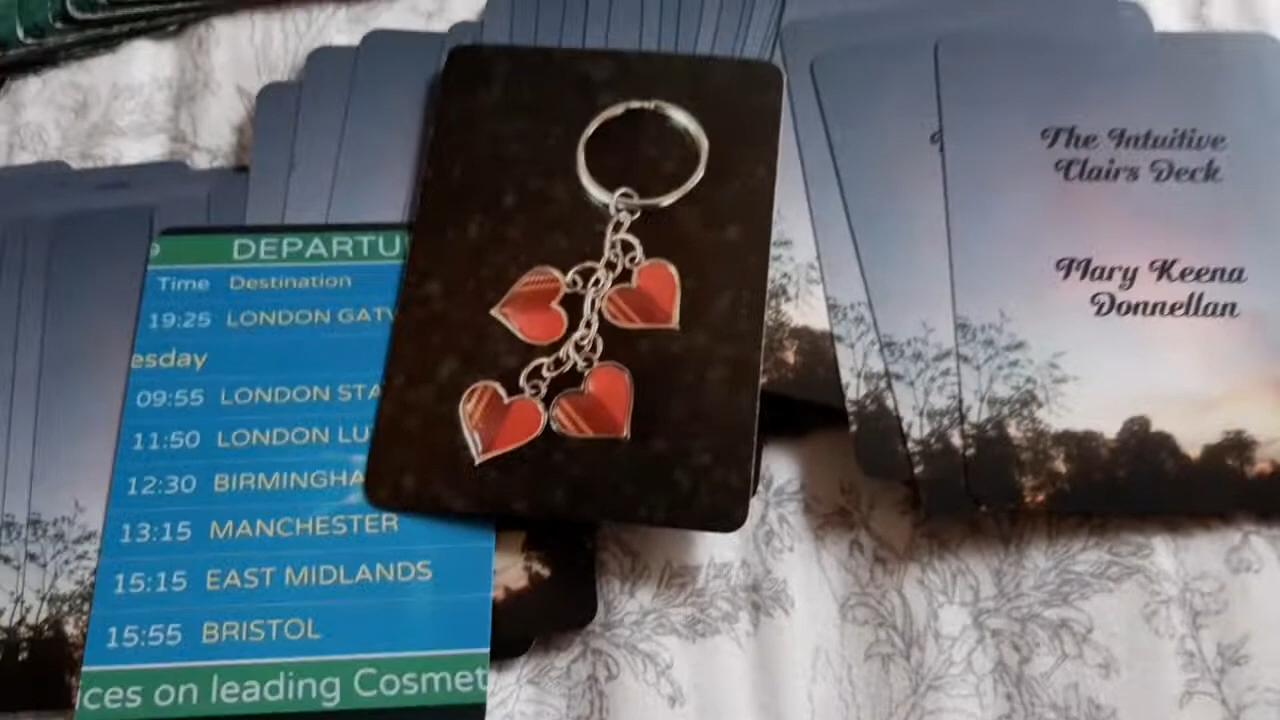 DEPARTU
Time Destination
19:25 LONDON GATW
esday
09:55 LONDON STA
11:50 LONDON LU
12:30 BIRMINGHA
13:15 MANCHESTER
15:15 EAST MIDLANDS
15:55 BRISTOL
ices on leading Cosmet
The Intuitive
Clairs Deck
Mary Keena
Donnellan